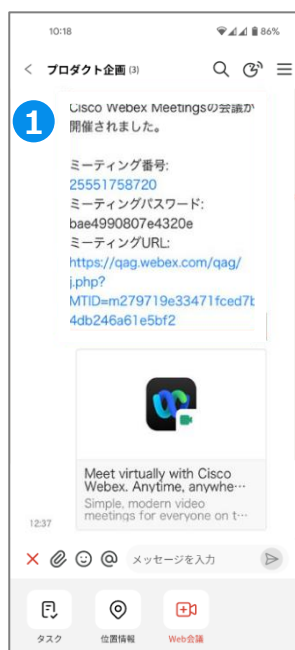 10:18
86%
プロダクト企画 (3)
1
Cisco Webex Meetingsの会議が
開催されました。
ミーティング番号:
25551758720
ミーティングパスワード:
bae4990807e4320e
ミーティングURL:
https://qag.webex.com/qag/
j.php?
MTID=m279719e33471fced7b
4db246a61e5bf2
Meet virtually with Cisco
Webex. Anytime, anywhe…
Simple, modern video
meetings for everyone on t…
12:37
メッセージを入力
タスク
位置情報
Web会議